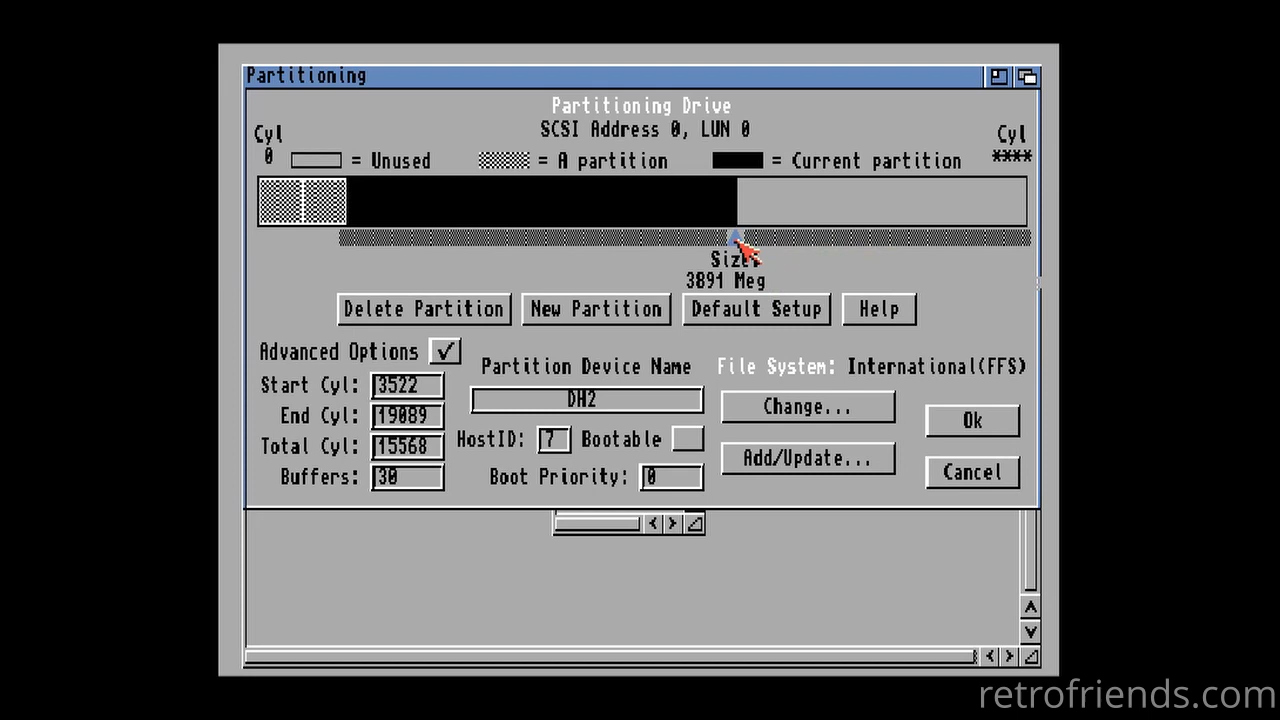 Partitioning
Partitioning Drive
SCSI Address 0, LUN 0
Cyl
0
Cyl
****
= Unused
= A partition
= Current partition
3891 Meg
Delete Partition
New Partition
Default Setup
Help
Advanced Options
Start Cyl: 3522
End Cyl: 19089
Total Cyl: 15568
Buffers: 30
Partition Device Name
DH2
HostID: 7 Bootable
Boot Priority: 0
File System: International(FFS)
Change...
Add/Update...
Ok
Cancel
retrofriends.com